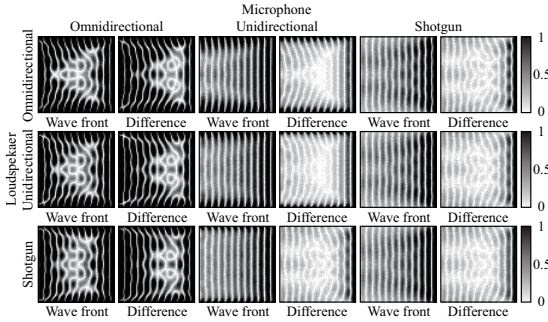 Microphone
Omnidirectional Unidirectional Shotgun
Loudspekaer
Omnidirectional
1
0.5
0
Wave front Difference Wave front Difference Wave front Difference
Unidirectional
1
0.5
0
Wave front Difference Wave front Difference Wave front Difference
Shotgun
1
0.5
0
Wave front Difference Wave front Difference Wave front Difference